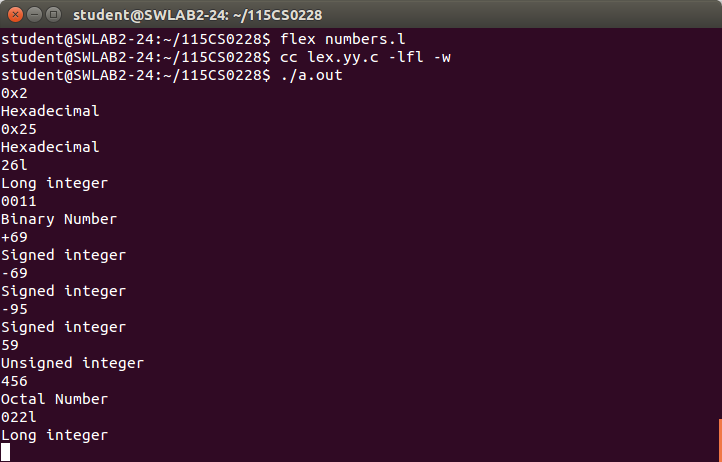 student@SWLAB2-24: ~/115CS0228
student@SWLAB2-24:~/115CS0228$ flex numbers.l
student@SWLAB2-24:~/115CS0228$ cc lex.yy.c -lfl -w
student@SWLAB2-24:~/115CS0228$ ./a.out
0x2
Hexadecimal
0x25
Hexadecimal
26l
Long integer
0011
Binary Number
+69
Signed integer
-69
Signed integer
-95
Signed integer
59
Unsigned integer
456
Octal Number
022l
Long integer